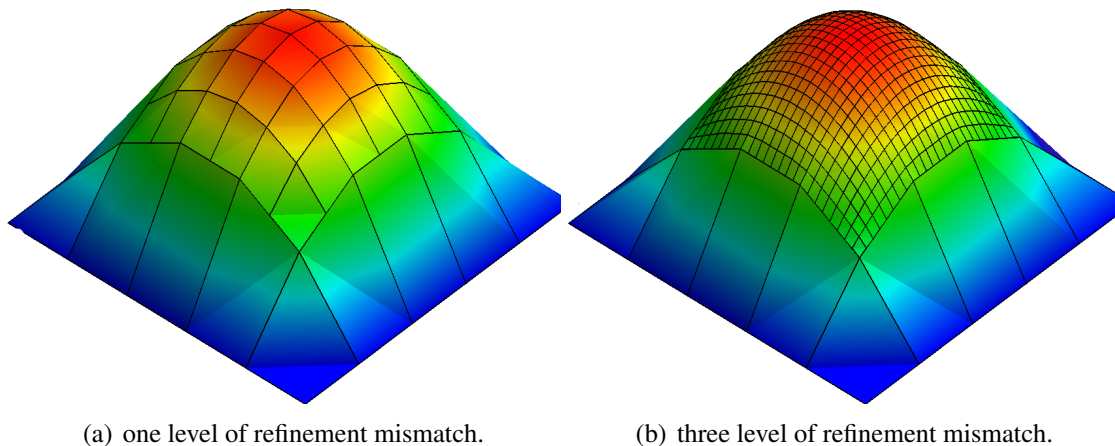 (a) one level of refinement mismatch.
(b) three level of refinement mismatch.